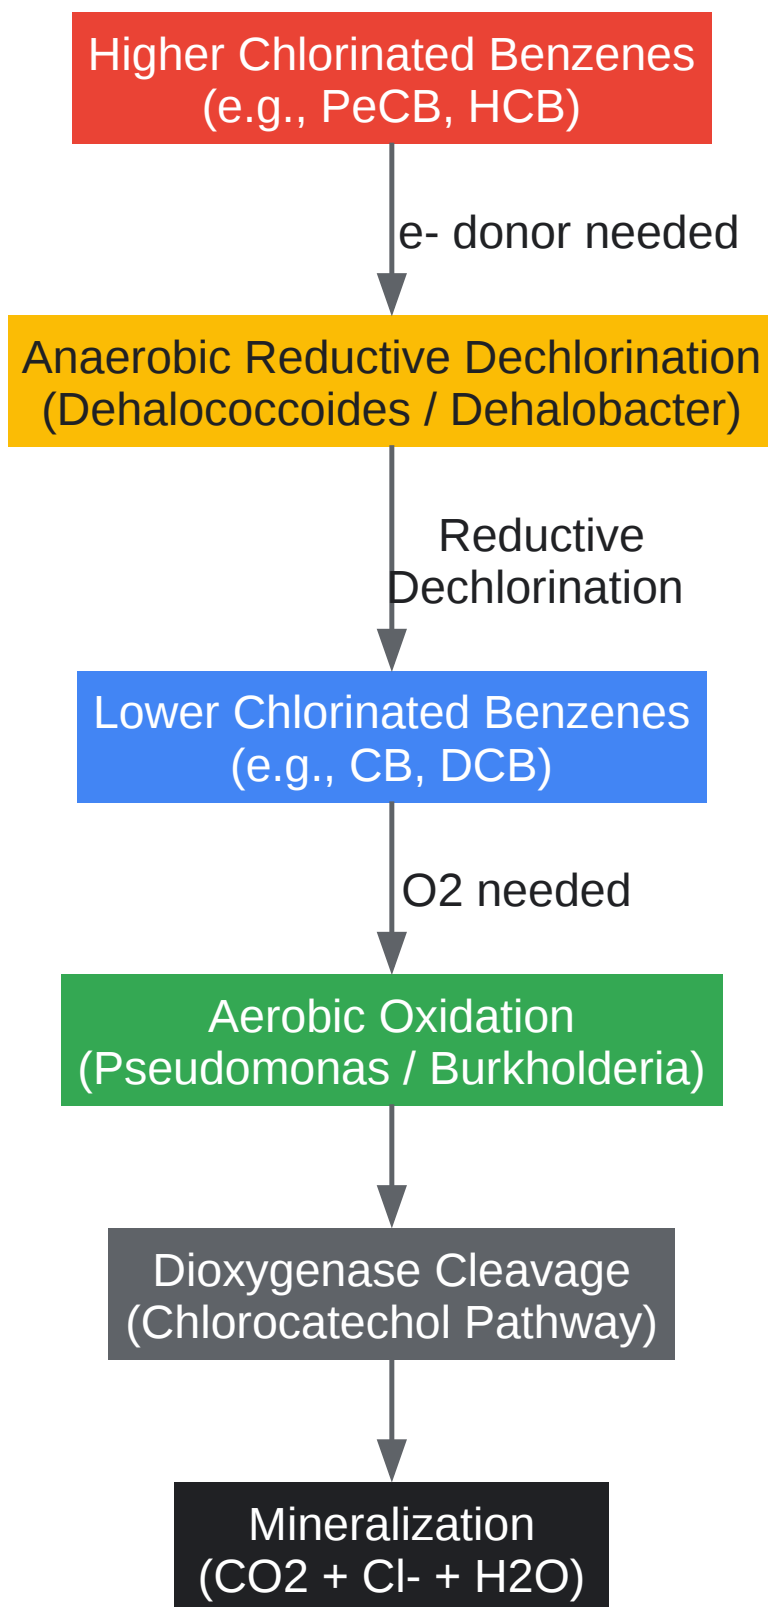 Higher Chlorinated Benzenes
(e.g., PeCB, HCB)
e- donor needed
Anaerobic Reductive Dechlorination
(Dehalococcoides / Dehalobacter)
Reductive
Dechlorination
Lower Chlorinated Benzenes
(e.g., CB, DCB)
O2 needed
Aerobic Oxidation
(Pseudomonas / Burkholderia)
Dioxygenase Cleavage
(Chlorocatechol Pathway)
Mineralization
(CO2 + Cl- + H2O)